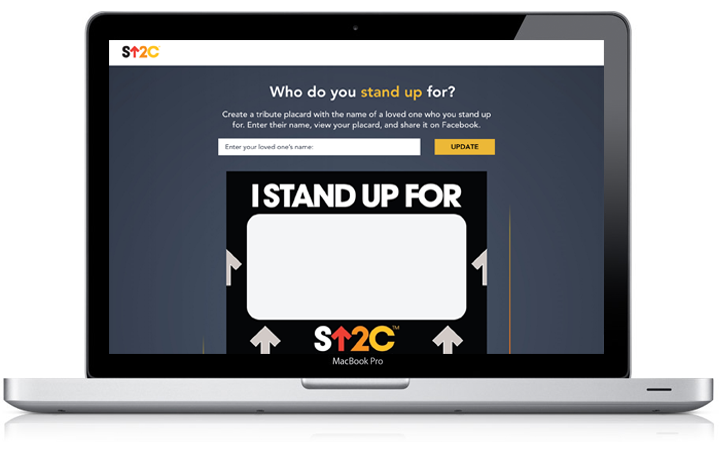 S↑2C
Who do you stand up for?
Create a tribute placard with the name of a loved one who you stand up
for. Enter their name, view your placard, and share it on Facebook.
Enter your loved one's name:
UPDATE
I STAND UP FOR
S↑2C™
MacBook Pro